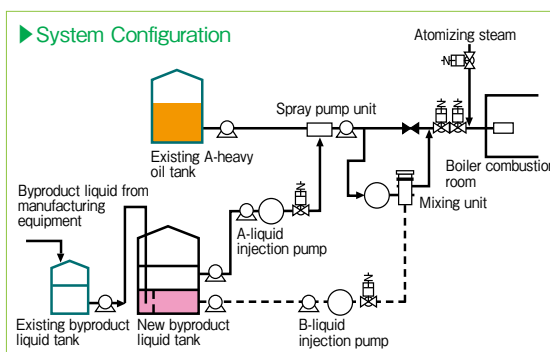 ▶System Configuration
Atomizing steam
N
Spray pump unit
Existing A-heavy
oil tank
Boiler combustion
room
Mixing unit
Byproduct liquid from
manufacturing
equipment
A-liquid
injection pump
Existing byproduct
liquid tank
New byproduct
liquid tank
B-liquid
injection pump